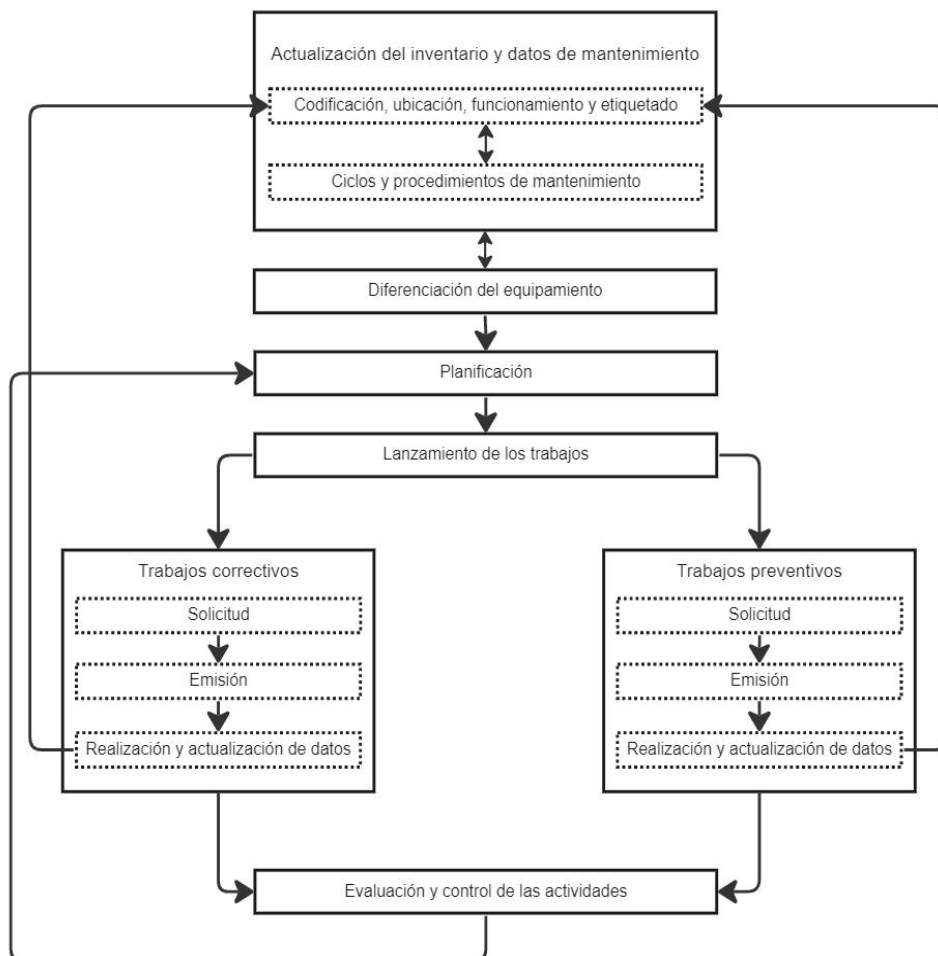 Actualización del inventario y datos de mantenimiento
Codificación, ubicación, funcionamiento y etiquetado
Ciclos y procedimientos de mantenimiento
Diferenciación del equipamiento
Planificación
Lanzamiento de los trabajos
Trabajos correctivos
Solicitud
Emisión
Realización y actualización de datos
Trabajos preventivos
Solicitud
Emisión
Realización y actualización de datos
Evaluación y control de las actividades